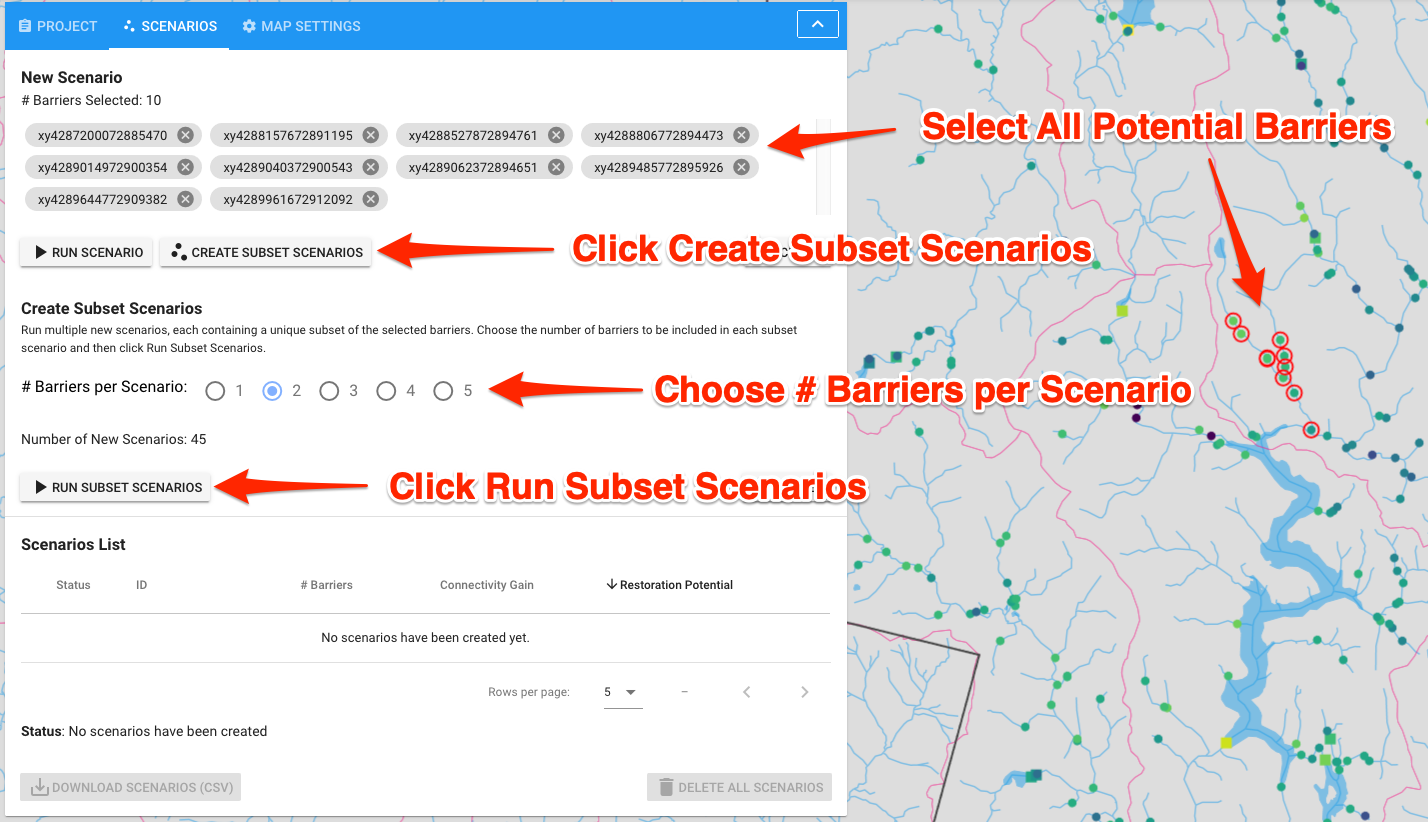 PROJECT SCENARIOS MAP SETTINGS
New Scenario
# Barriers Selected: 10
xy4287200072885470 xy4288157672891195 xy4288527872894761 xy4288806772894473
Select All Potential Barriers
xy4289014972900354 xy4289040372900543 xy4289062372894651 xy4289485772895926
xy4289644772909382 xy4289961672912092
RUN SCENARIO CREATE SUBSET SCENARIOS
Click Create Subset Scenarios
Create Subset Scenarios
Run multiple new scenarios, each containing a unique subset of the selected barriers. Choose the number of barriers to be included in each subset
scenario and then click Run Subset Scenarios.
# Barriers per Scenario: 1 2 3 4 5
Choose # Barriers per Scenario
Number of New Scenarios: 45
RUN SUBSET SCENARIOS
Click Run Subset Scenarios
Scenarios List
Status ID # Barriers Connectivity Gain Restoration Potential
No scenarios have been created yet.
Rows per page: 5 –
Status: No scenarios have been created
DOWNLOAD SCENARIOS (CSV) DELETE ALL SCENARIOS